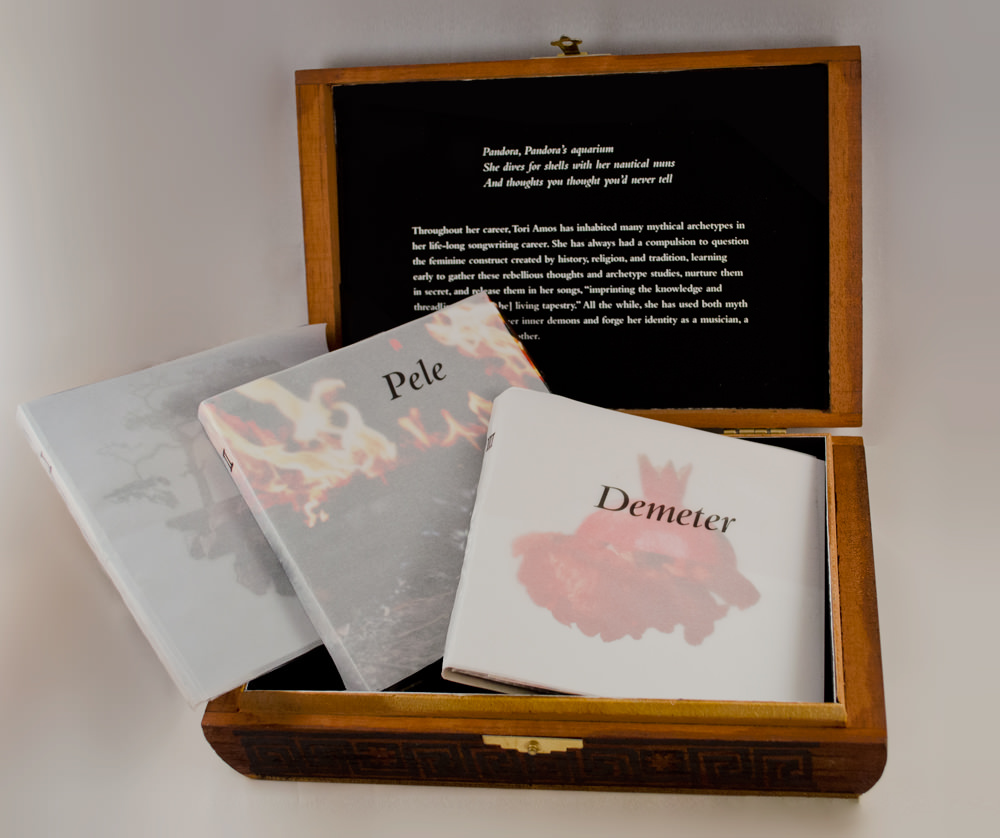 Pandora, Pandora's aquarium
She dives for shells with her nautical nuns
And thoughts you thought you'd never tell
Throughout her career, Tori Amos has inhabited many mythical archetypes in
her life-long songwriting career. She has always had a compulsion to question
the feminine construct created by history, religion, and tradition, learning
early to gather these rebellious thoughts and archetype studies, nurture them
in secret, and release them in her songs, "imprinting the knowledge and
he] living tapestry." All the while, she has used both myth
inner demons and forge her identity as a musician, a
Pele
Demeter